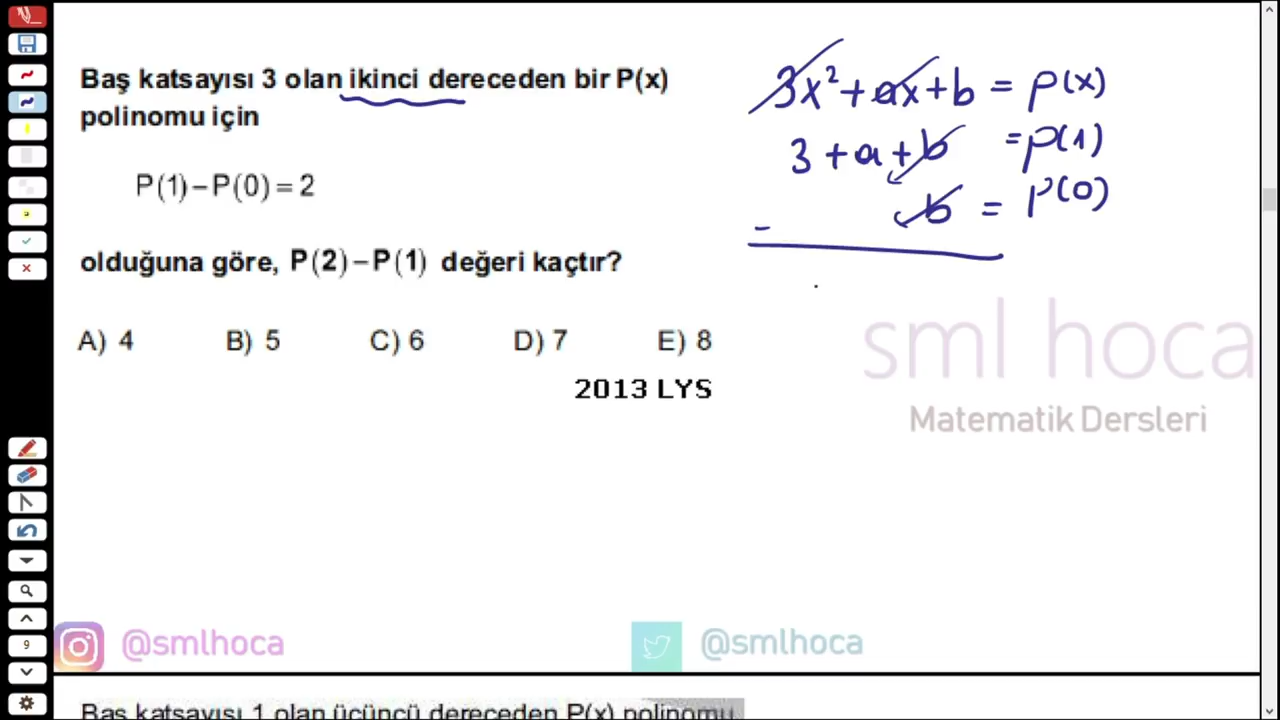 Baş katsayısı 3 olan ikinci dereceden bir P(x)
polinomu için
P(1)−P(0)=2
olduğuna göre, P(2)−P(1) değeri kaçtır?
A) 4 B) 5 C) 6 D) 7 E) 8
2013 LYS
3x²+ax+b = p(x)
3+a+b = p(1)
b = p(0)
-
sml hoca
Matematik Dersleri
@smlhoca @smlhoca
9
Baş katsayısı 1 olan üçüncü dereceden P(x) polinomu,